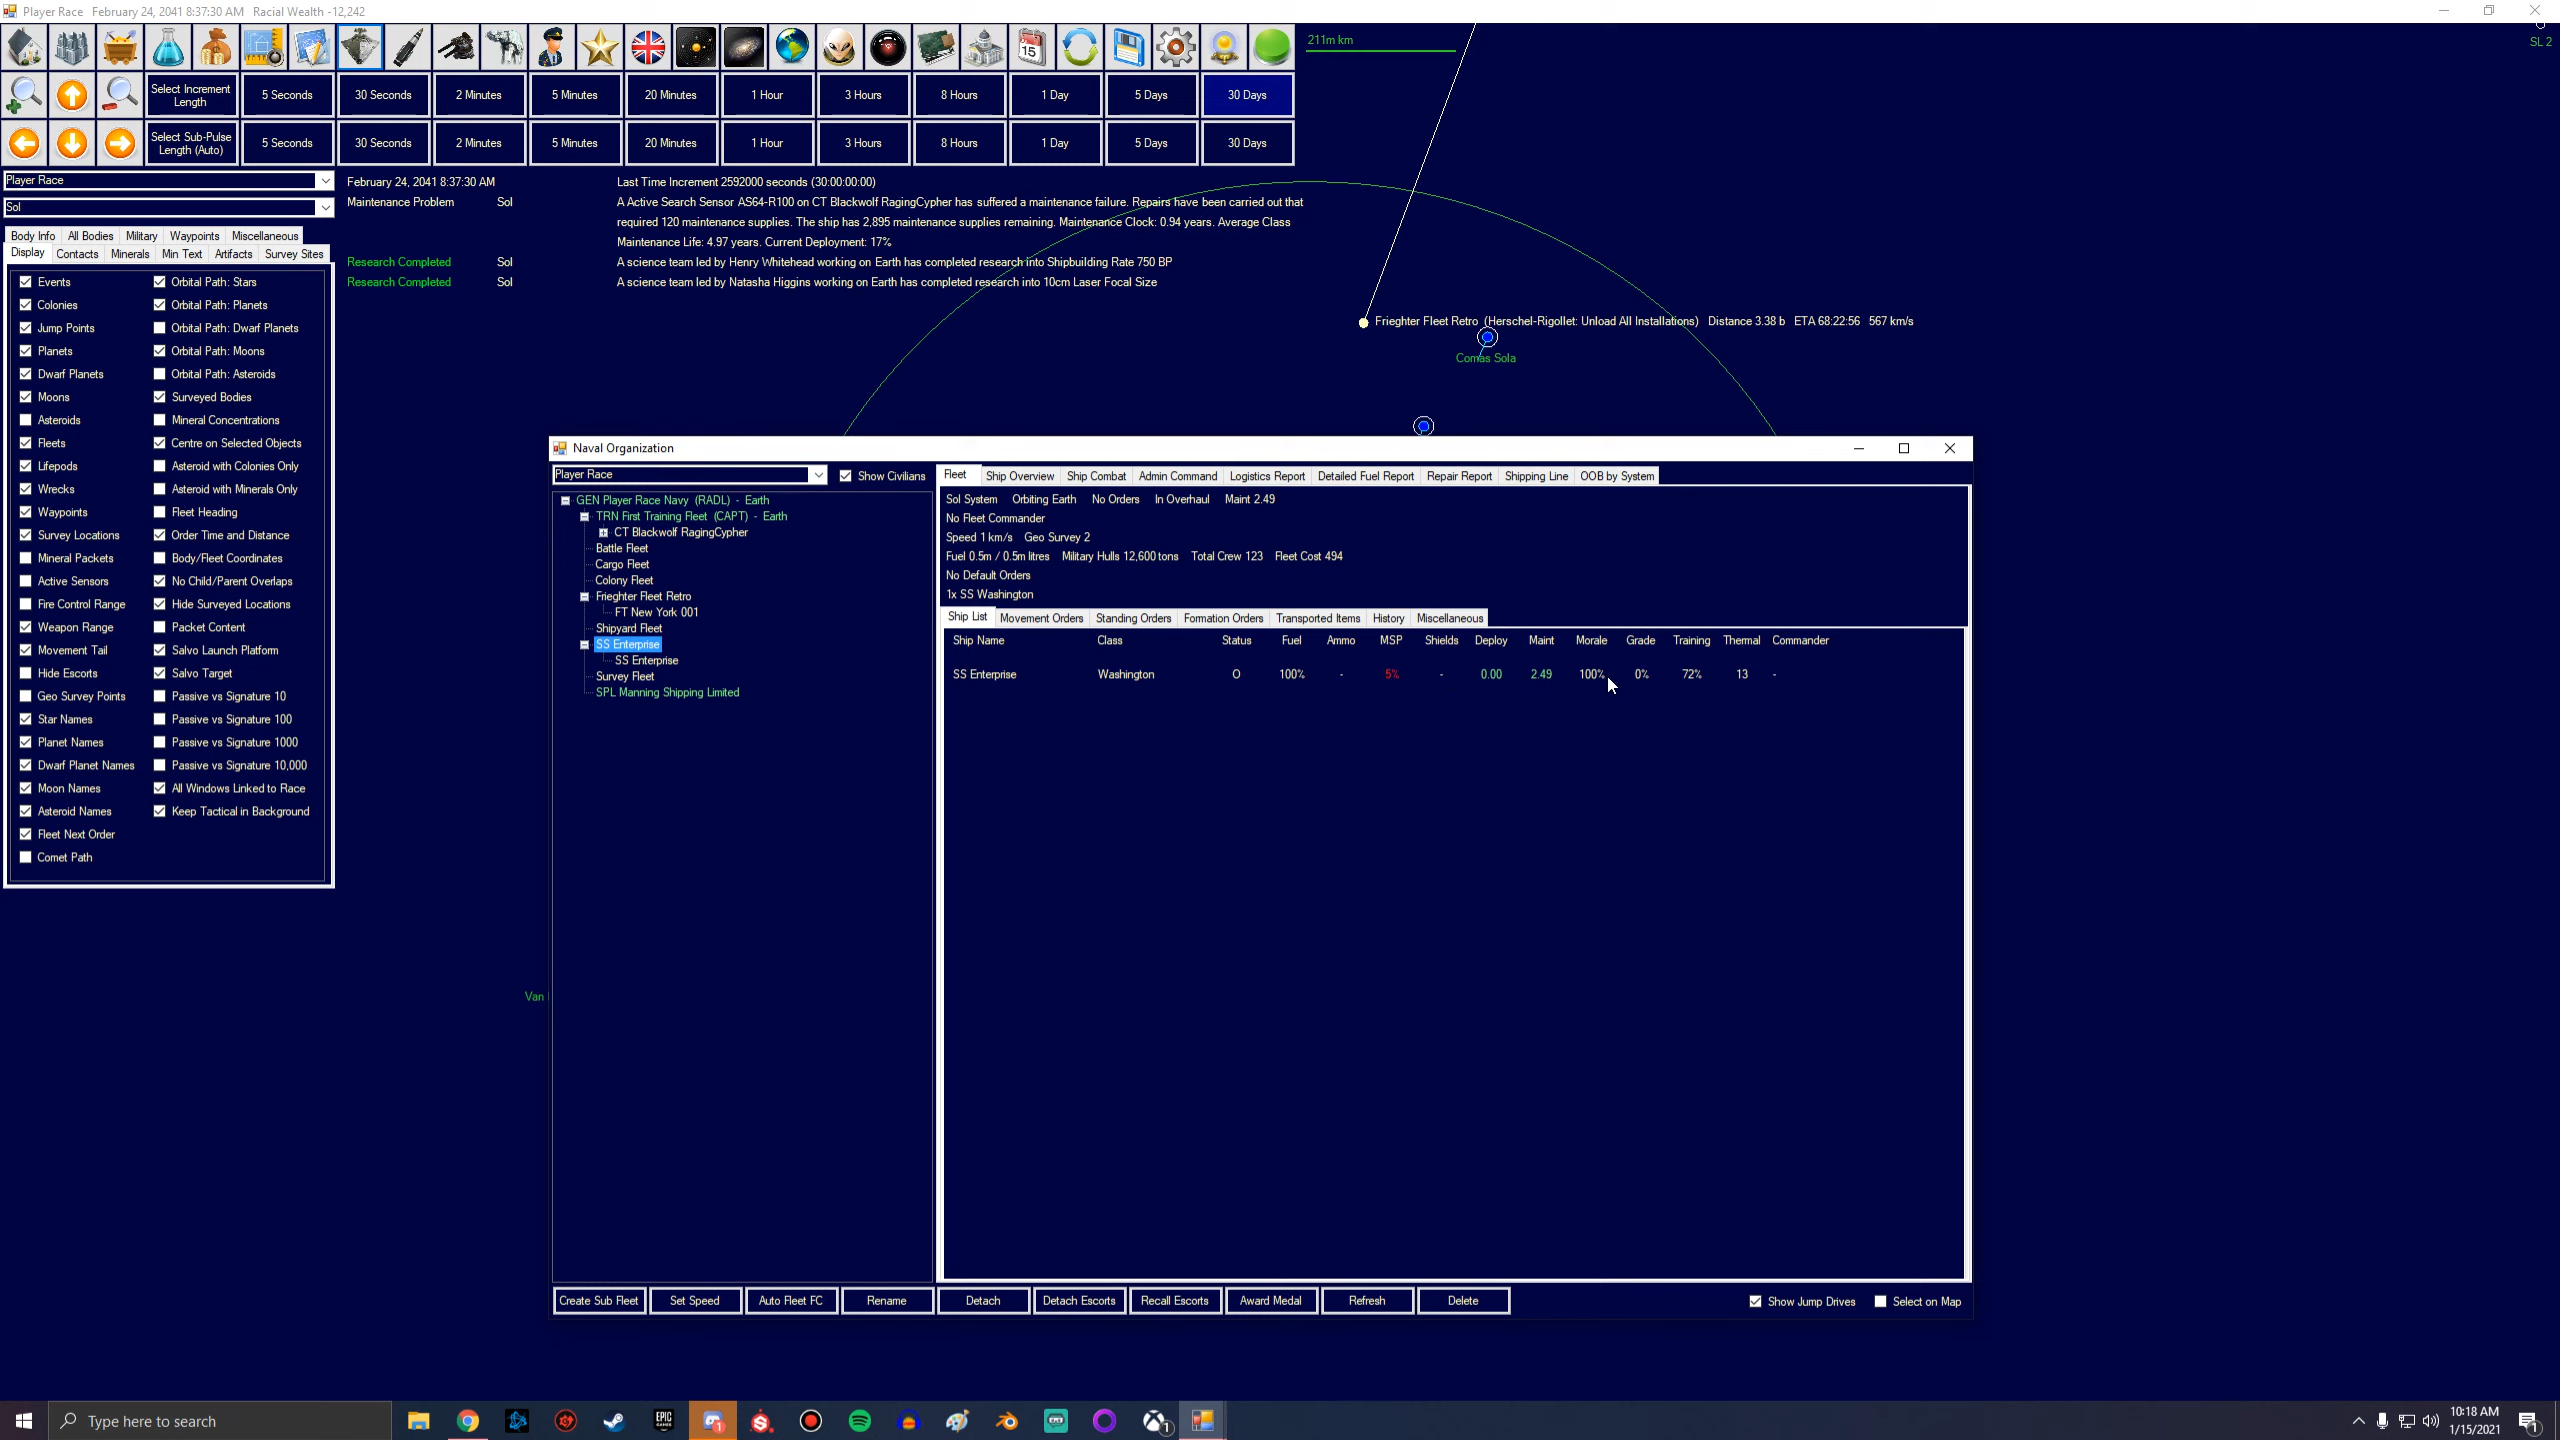 Player Race   February 24, 2041 8:37:30 AM   Racial Wealth -12,242
211m km
SL 2
Select Increment Length   5 Seconds   30 Seconds   2 Minutes   5 Minutes   20 Minutes   1 Hour   3 Hours   8 Hours   1 Day   5 Days   30 Days
Select Sub-Pulse Length (Auto)   5 Seconds   30 Seconds   2 Minutes   5 Minutes   20 Minutes   1 Hour   3 Hours   8 Hours   1 Day   5 Days   30 Days
Player Race
Sol
Body Info   All Bodies   Military   Waypoints   Miscellaneous
Display   Contacts   Minerals   Min Text   Artifacts   Survey Sites
Events   Orbital Path: Stars
Colonies   Orbital Path: Planets
Jump Points   Orbital Path: Dwarf Planets
Planets   Orbital Path: Moons
Dwarf Planets   Orbital Path: Asteroids
Moons   Surveyed Bodies
Asteroids   Mineral Concentrations
Fleets   Centre on Selected Objects
Lifepods   Asteroid with Colonies Only
Wrecks   Asteroid with Minerals Only
Waypoints   Fleet Heading
Survey Locations   Order Time and Distance
Mineral Packets   Body/Fleet Coordinates
Active Sensors   No Child/Parent Overlaps
Fire Control Range   Hide Surveyed Locations
Weapon Range   Packet Content
Movement Tail   Salvo Launch Platform
Hide Escorts   Salvo Target
Geo Survey Points   Passive vs Signature 10
Star Names   Passive vs Signature 100
Planet Names   Passive vs Signature 1000
Dwarf Planet Names   Passive vs Signature 10,000
Moon Names   All Windows Linked to Race
Asteroid Names   Keep Tactical in Background
Fleet Next Order
Comet Path
February 24, 2041 8:37:30 AM   Last Time Increment 2592000 seconds (30:00:00:00)
Maintenance Problem   Sol   A Active Search Sensor AS64-R100 on CT Blackwolf RagingCypher has suffered a maintenance failure. Repairs have been carried out that
required 120 maintenance supplies. The ship has 2,895 maintenance supplies remaining. Maintenance Clock: 0.94 years. Average Class
Maintenance Life: 4.97 years. Current Deployment: 17%
Research Completed   Sol   A science team led by Henry Whitehead working on Earth has completed research into Shipbuilding Rate 750 BP
Research Completed   Sol   A science team led by Natasha Higgins working on Earth has completed research into 10cm Laser Focal Size
Frieghter Fleet Retro   (Herschel-Rigollet: Unload All Installations)   Distance 3.38 b   ETA 68:22:56   567 km/s
Comas Sola
Van
Naval Organization
Player Race   Show Civilians
GEN Player Race Navy (RADL) - Earth
TRN First Training Fleet (CAPT) - Earth
CT Blackwolf RagingCypher
Battle Fleet
Cargo Fleet
Colony Fleet
Frieghter Fleet Retro
FT New York 001
Shipyard Fleet
SS Enterprise
SS Enterprise
Survey Fleet
SPL Manning Shipping Limited
Fleet   Ship Overview   Ship Combat   Admin Command   Logistics Report   Detailed Fuel Report   Repair Report   Shipping Line   OOB by System
Sol System   Orbiting Earth   No Orders   In Overhaul   Maint 2.49
No Fleet Commander
Speed 1 km/s   Geo Survey 2
Fuel 0.5m / 0.5m litres   Military Hulls 12,600 tons   Total Crew 123   Fleet Cost 494
No Default Orders
1x SS Washington
Ship List   Movement Orders   Standing Orders   Formation Orders   Transported Items   History   Miscellaneous
Ship Name   Class   Status   Fuel   Ammo   MSP   Shields   Deploy   Maint   Morale   Grade   Training   Thermal   Commander
SS Enterprise   Washington   O   100%   -   5%   -   0.00   2.49   100%   0%   72%   13   -
Create Sub Fleet   Set Speed   Auto Fleet FC   Rename   Detach   Detach Escorts   Recall Escorts   Award Medal   Refresh   Delete   Show Jump Drives   Select on Map
Type here to search
10:18 AM
1/15/2021